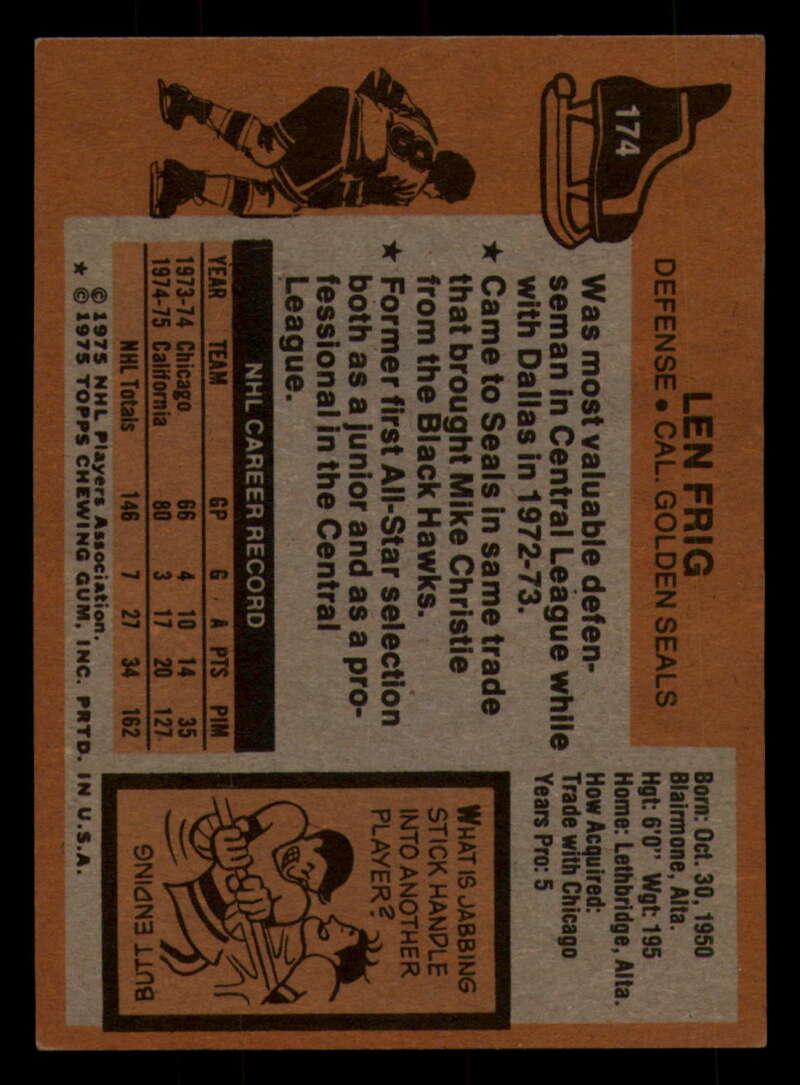 174
LEN FRIG
DEFENSE • CAL. GOLDEN SEALS
Born: Oct. 30, 1950
Blairmone, Alta.
Hgt: 6'0" Wgt: 195
Home: Lethbridge, Alta.
How Acquired:
Trade with Chicago
Years Pro: 5
Was most valuable defen-
seman in Central League while
with Dallas in 1972-73.
★ Came to Seals in same trade
that brought Mike Christie
from the Black Hawks.
★ Former first All-Star selection
both as a junior and as a pro-
fessional in the Central
League.
8
NHL CAREER RECORD
YEAR TEAM GP G A PTS PIM
1973-74 Chicago 66 4 10 14 35
1974-75 California 80 3 17 20 127
NHL Totals 146 7 27 34 162
© 1975 NHL Players Association.
★ © 1975 TOPPS CHEWING GUM, INC. PRTD. IN U.S.A.
WHAT IS JABBING
STICK HANDLE
INTO ANOTHER
PLAYER?
BUTT ENDING